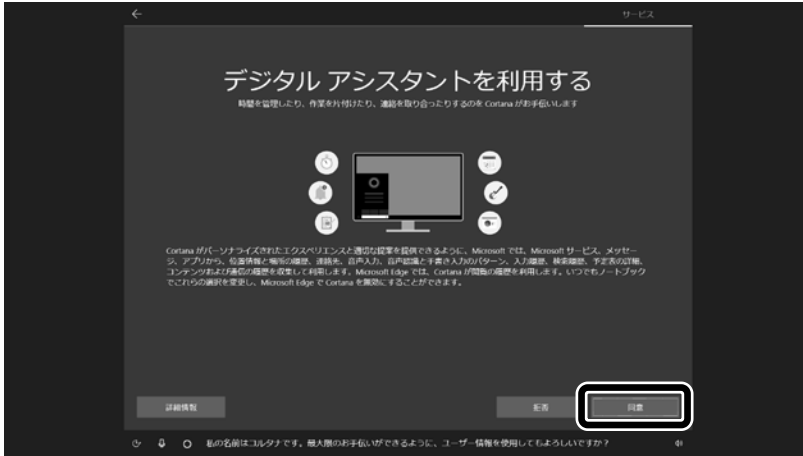 サービス
デジタル アシスタントを利用する
時間を管理したり、作業を片付けたり、連絡を取り合ったりするのを Cortana がお手伝いします
Cortana がパーソナライズされたエクスペリエンスと適切な提案を提供できるように、Microsoft では、Microsoft サービス、メッセー
ジ、アプリから、位置情報と場所の履歴、連絡先、音声入力、音声認識と手書き入力のパターン、入力履歴、検索履歴、予定表の詳細、
コンテンツおよび通信の履歴を収集して利用します。Microsoft Edge では、Cortana が閲覧の履歴を利用します。いつでもノートブック
でこれらの選択を変更し、Microsoft Edge で Cortana を無効にすることができます。
詳細情報
拒否
同意
私の名前はコルタナです。最大限のお手伝いができるように、ユーザー情報を使用してもよろしいですか？